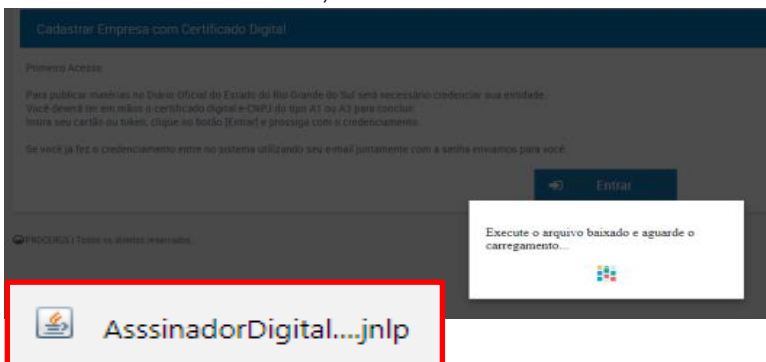 Cadastrar Empresa com Certificado Digital
Primeiro Acesso
Para publicar matérias no Diário Oficial do Estado do Rio Grande do Sul será necessário credenciar sua entidade.
Você deverá ter em mãos o certificado digital e-CNPJ do tipo A1 ou A3 para concluir.
Insira seu cartão ou token, clique no botão [Entrar] e prossiga com o credenciamento.
Se você já fez o credenciamento entre no sistema utilizando seu e-mail juntamente com a senha enviamos para você.
Entrar
PROCERGS | Todos os direitos reservados.
Execute o arquivo baixado e aguarde o
carregamento...
AsssinadorDigital....jnlp